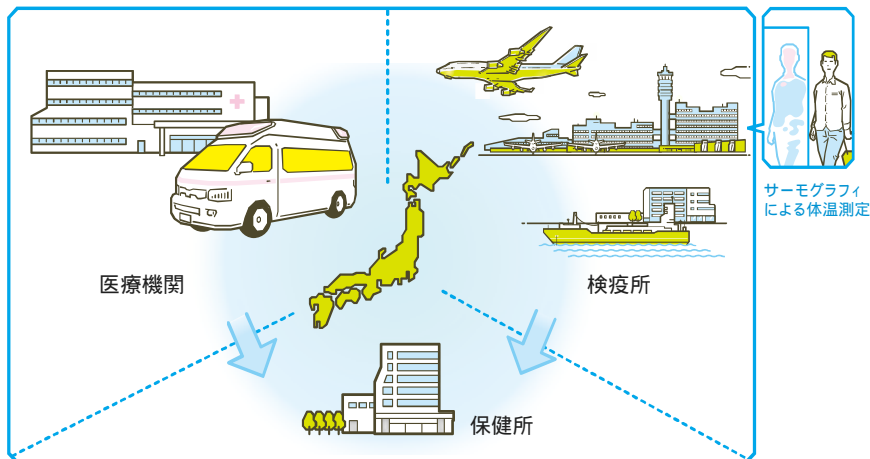 サーモグラフィ
による体温測定
医療機関
検疫所
保健所